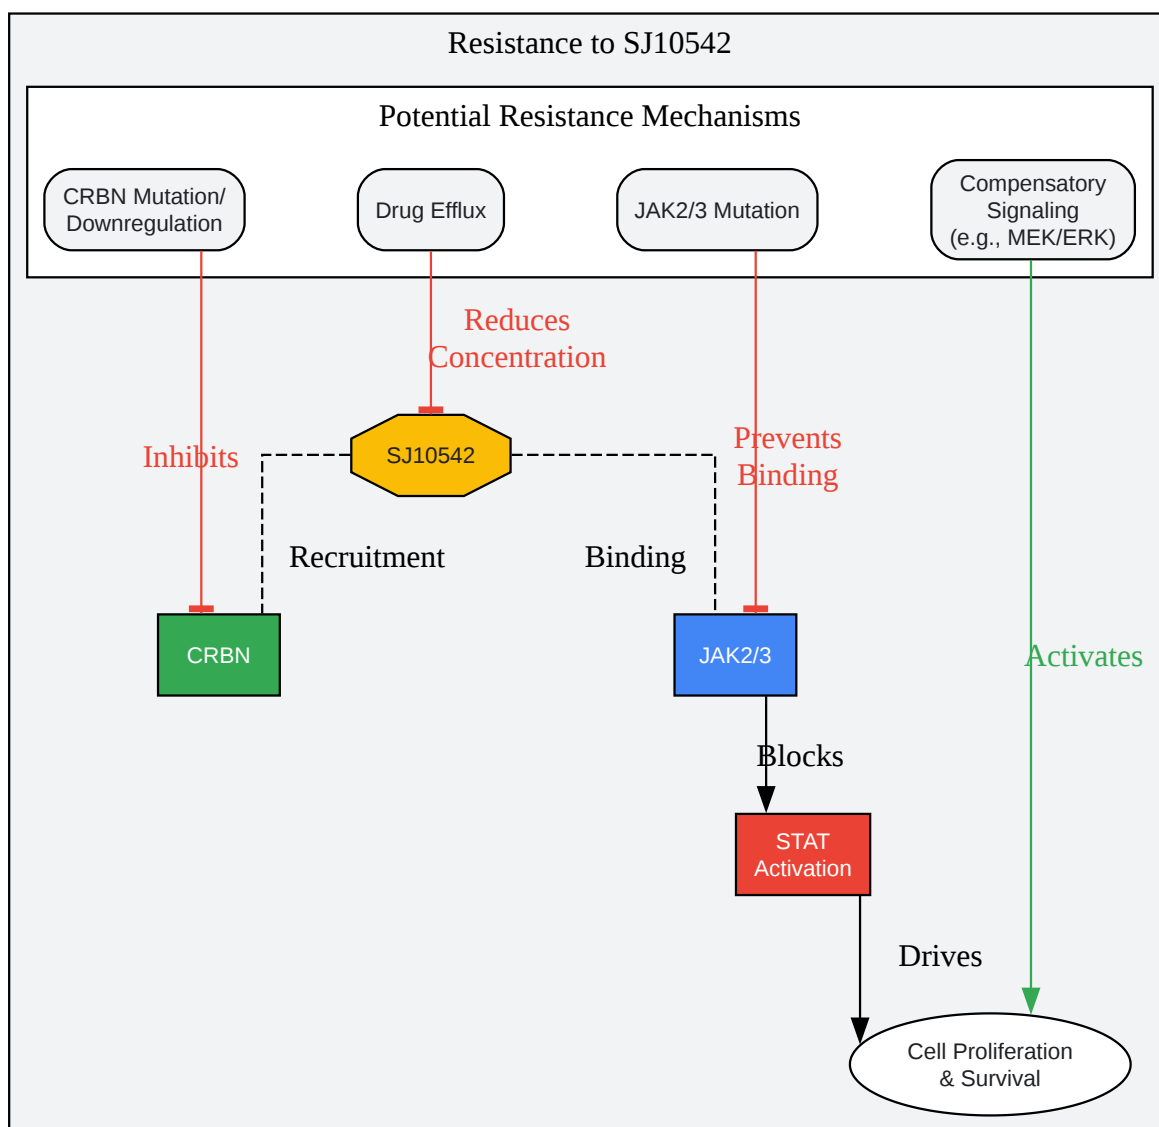 Resistance to SJ10542
Potential Resistance Mechanisms
CRBN Mutation/
Downregulation
Drug Efflux
JAK2/3 Mutation
Compensatory
Signaling
(e.g., MEK/ERK)
Reduces
Concentration
Inhibits
SJ10542
Prevents
Binding
Recruitment
Binding
CRBN
JAK2/3
Activates
Blocks
STAT
Activation
Drives
Cell Proliferation
& Survival